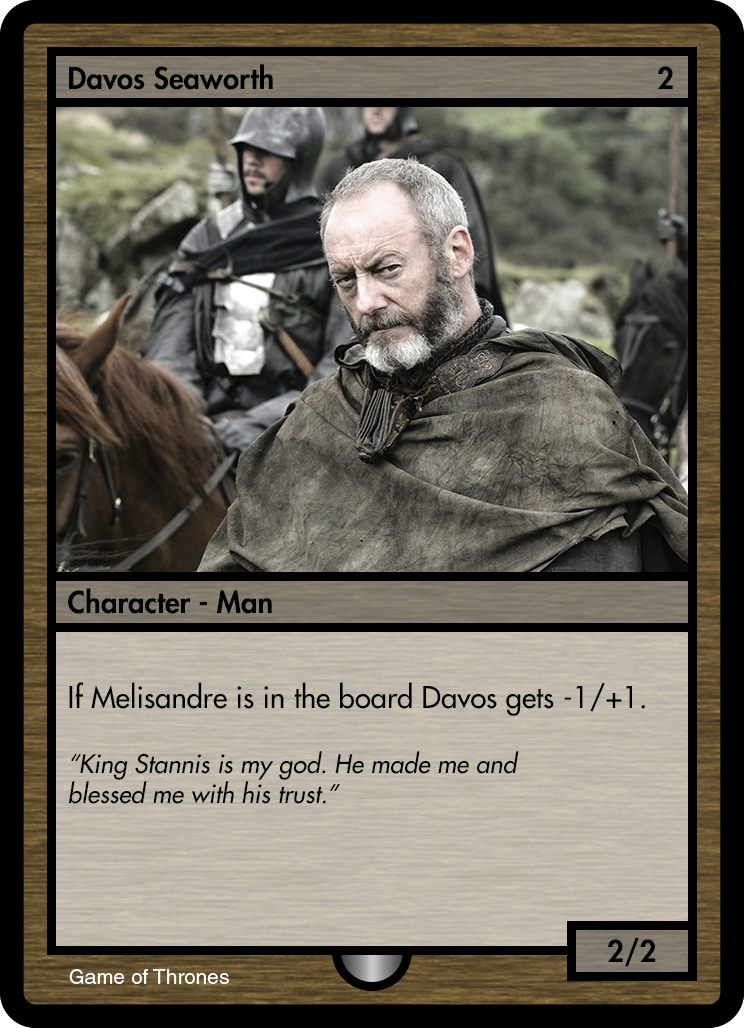 Davos Seaworth 2
Character - Man
If Melisandre is in the board Davos gets -1/+1.
“King Stannis is my god. He made me and
blessed me with his trust.”
2/2
Game of Thrones